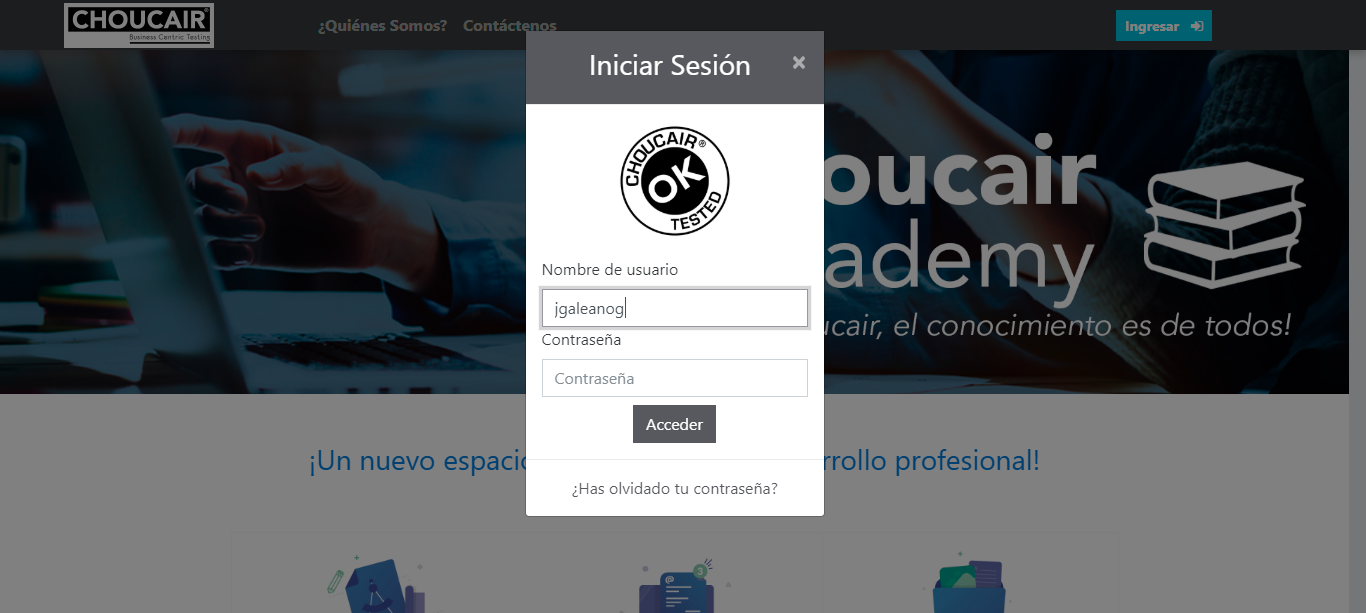 CHOUCAIR®
Business Centric Testing
¿Quiénes Somos?
Contáctenos
Ingresar
Iniciar Sesión
×
CHOUCAIR®
OK
TESTED
Nombre de usuario
jgaleanog
Contraseña
Contraseña
Acceder
¿Has olvidado tu contraseña?
oucair
ademy
ucair, el conocimiento es de todos!
¡Un nuevo espacio
rrollo profesional!
3